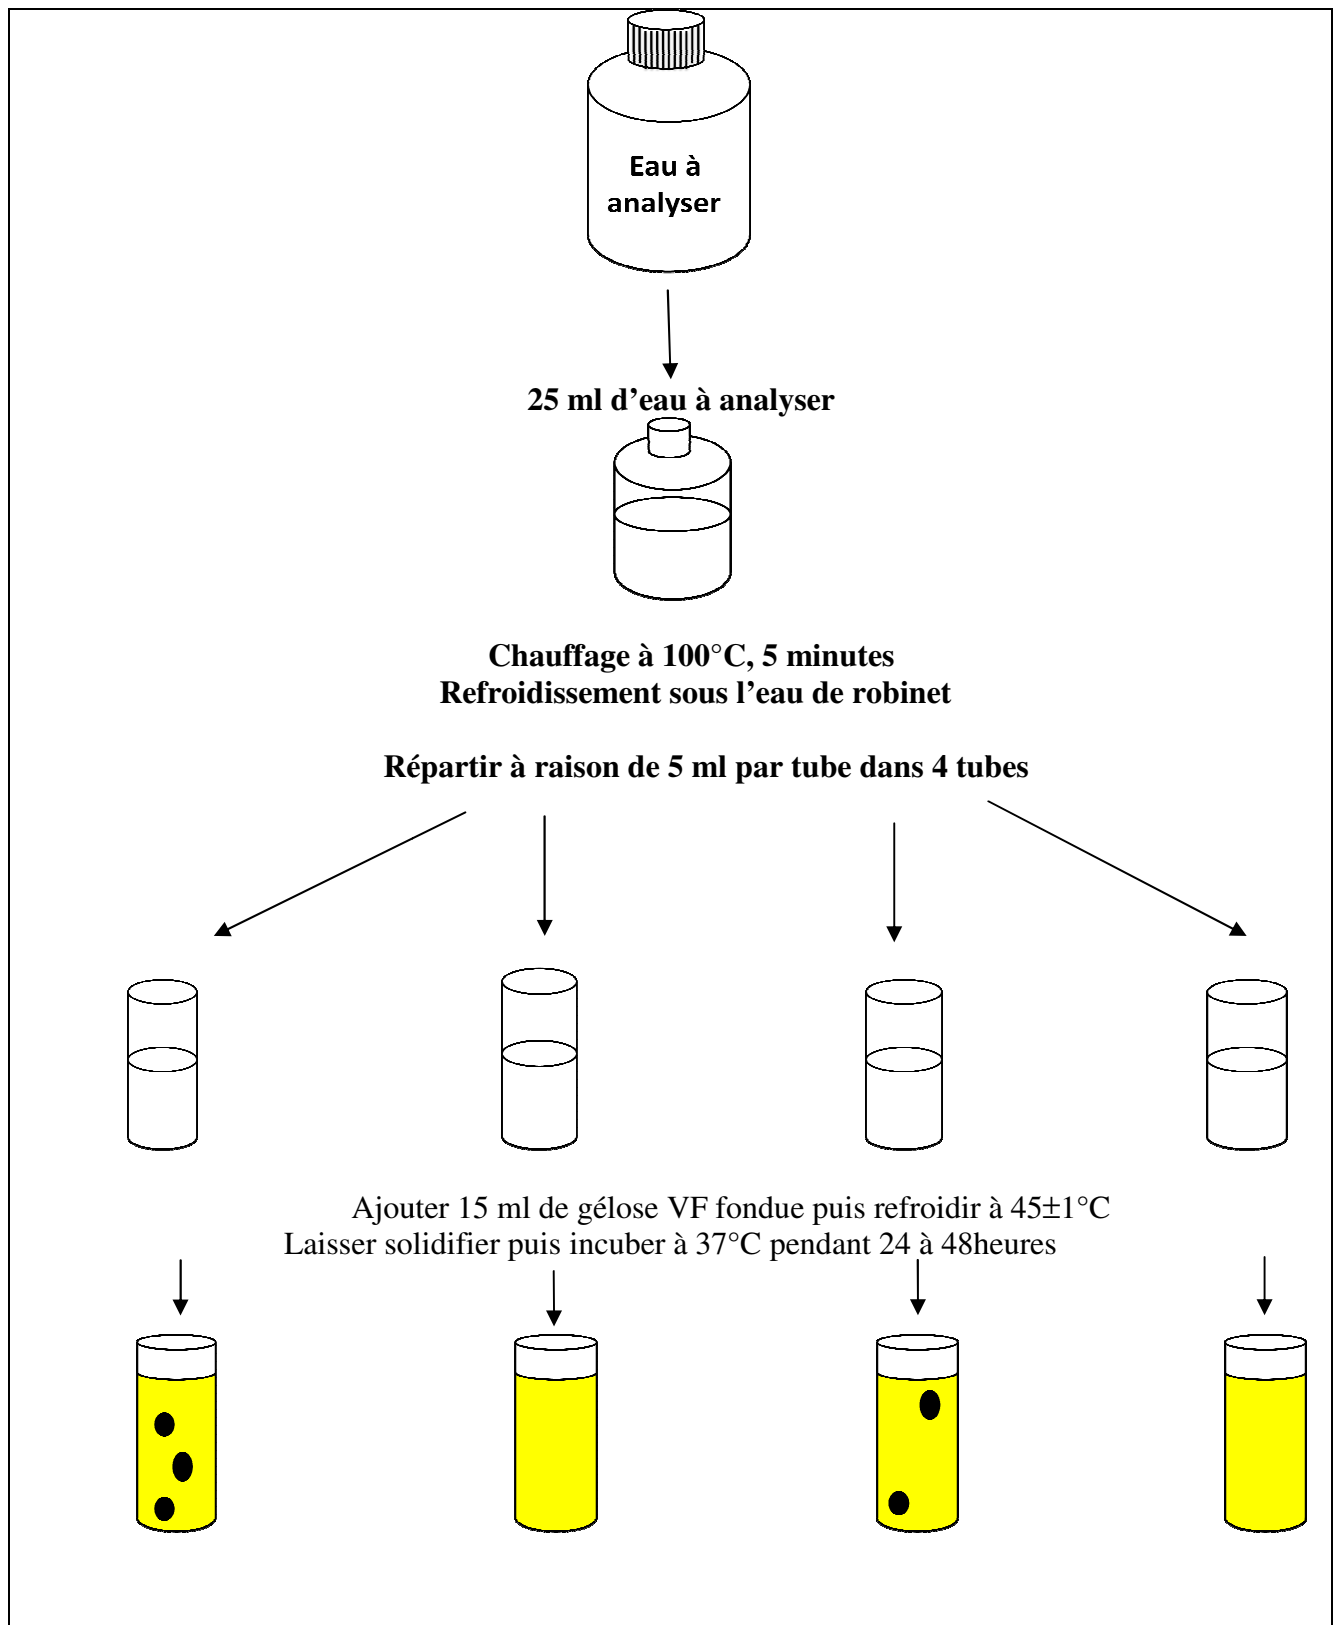 Eau à
analyser
25 ml d’eau à analyser
Chauffage à 100°C, 5 minutes
Refroidissement sous l’eau de robinet
Répartir à raison de 5 ml par tube dans 4 tubes
Ajouter 15 ml de gélose VF fondue puis refroidir à 45±1°C
Laisser solidifier puis incuber à 37°C pendant 24 à 48heures